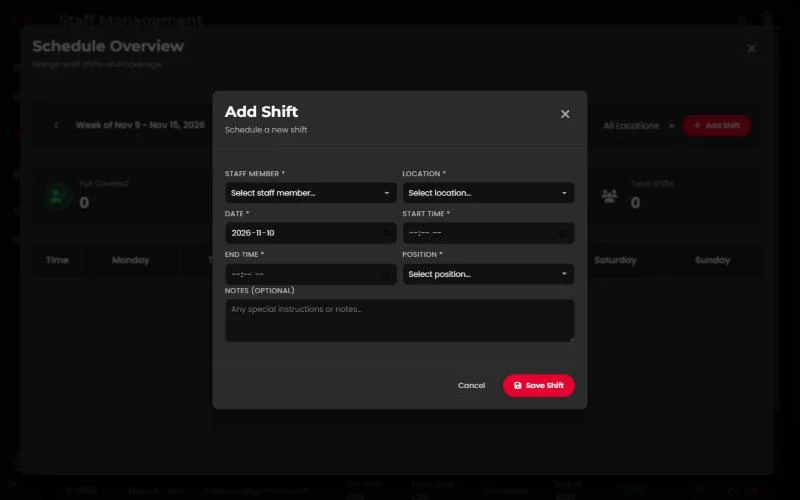 Staff Management
Schedule Overview
Mange staff shifts and coverage
Week of Nov 9 - Nov 15, 2026
All Locations
+ Add Shift
Full Covered
0
Total Shifts
0
Time Monday Saturday Sunday
Add Shift
Schedule a new shift
STAFF MEMBER * LOCATION *
Select staff member... Select location...
DATE * START TIME *
2026-11-10 --:-- --
END TIME * POSITION *
--:-- -- Select position...
NOTES (OPTIONAL)
Any special instructions or notes...
Cancel Save Shift